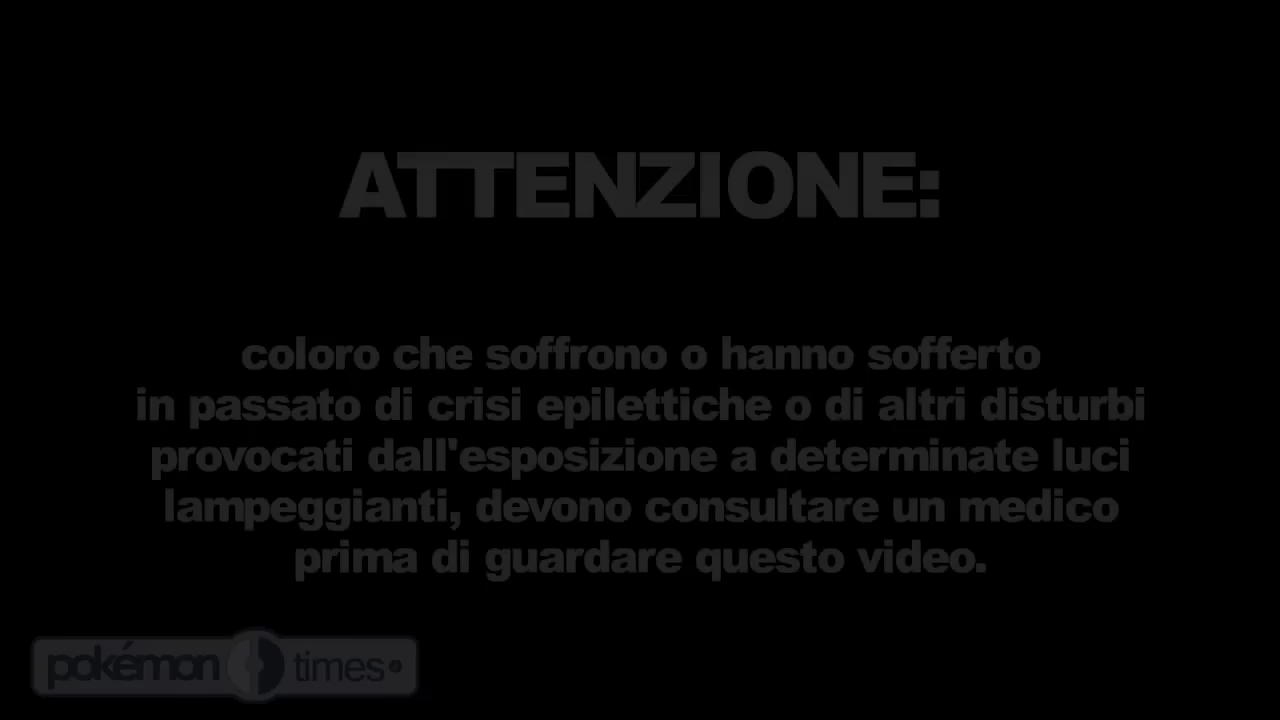 ATTENZIONE:
coloro che soffrono o hanno sofferto
in passato di crisi epilettiche o di altri disturbi
provocati dall'esposizione a determinate luci
lampeggianti, devono consultare un medico
prima di guardare questo video.
pokémon times